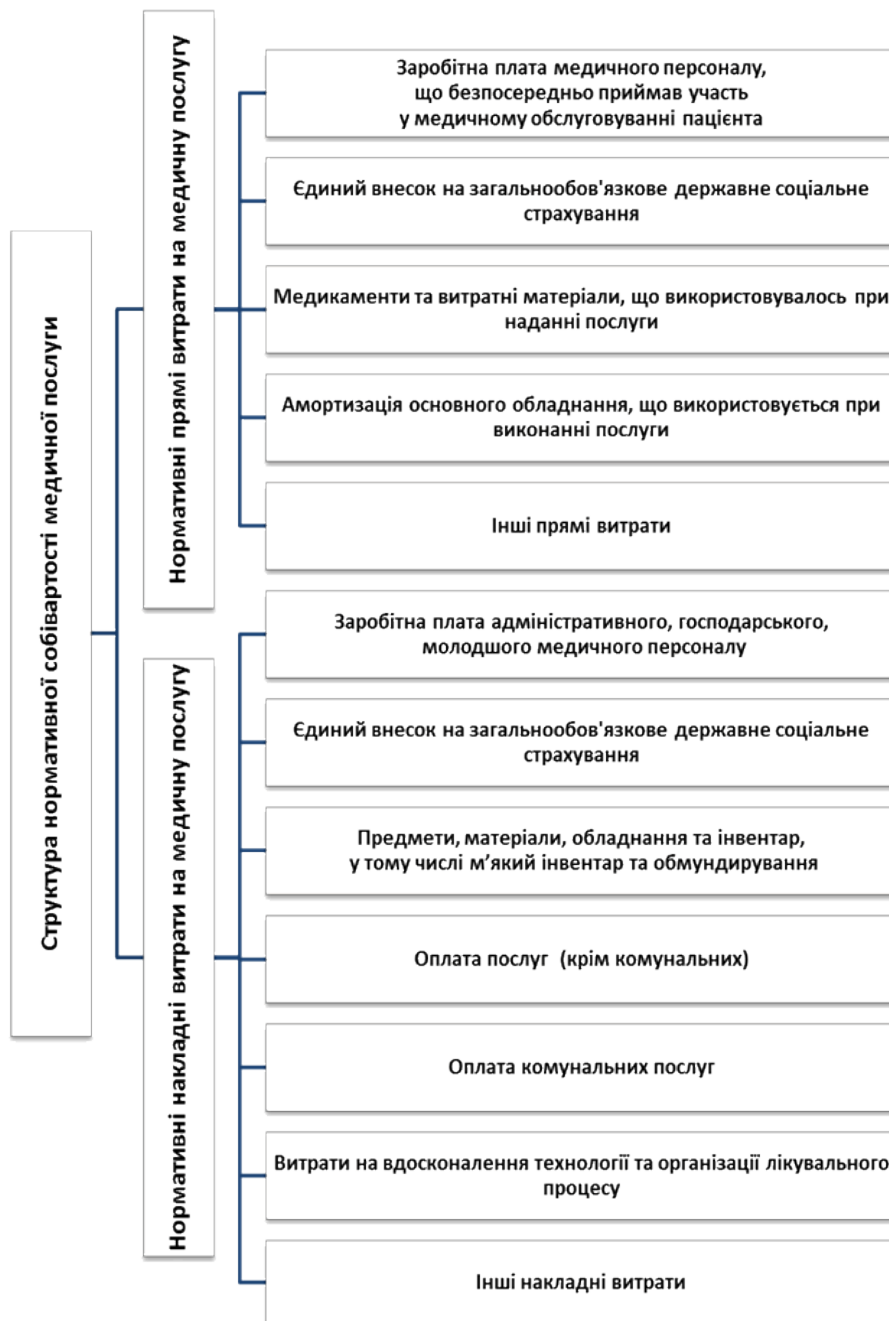 Структура нормативної собівартості медичної послуги
Нормативні прямі витрати на медичну послугу
Заробітна плата медичного персоналу,
що безпосередньо приймав участь
у медичному обслуговуванні пацієнта
Єдиний внесок на загальнообов'язкове державне соціальне
страхування
Медикаменти та витратні матеріали, що використовувалось при
наданні послуги
Амортизація основного обладнання, що використовується при
виконанні послуги
Інші прямі витрати
Нормативні накладні витрати на медичну послугу
Заробітна плата адміністративного, господарського,
молодшого медичного персоналу
Єдиний внесок на загальнообов'язкове державне соціальне
страхування
Предмети, матеріали, обладнання та інвентар,
у тому числі м’який інвентар та обмундирування
Оплата послуг (крім комунальних)
Оплата комунальних послуг
Витрати на вдосконалення технології та організації лікувального
процесу
Інші накладні витрати